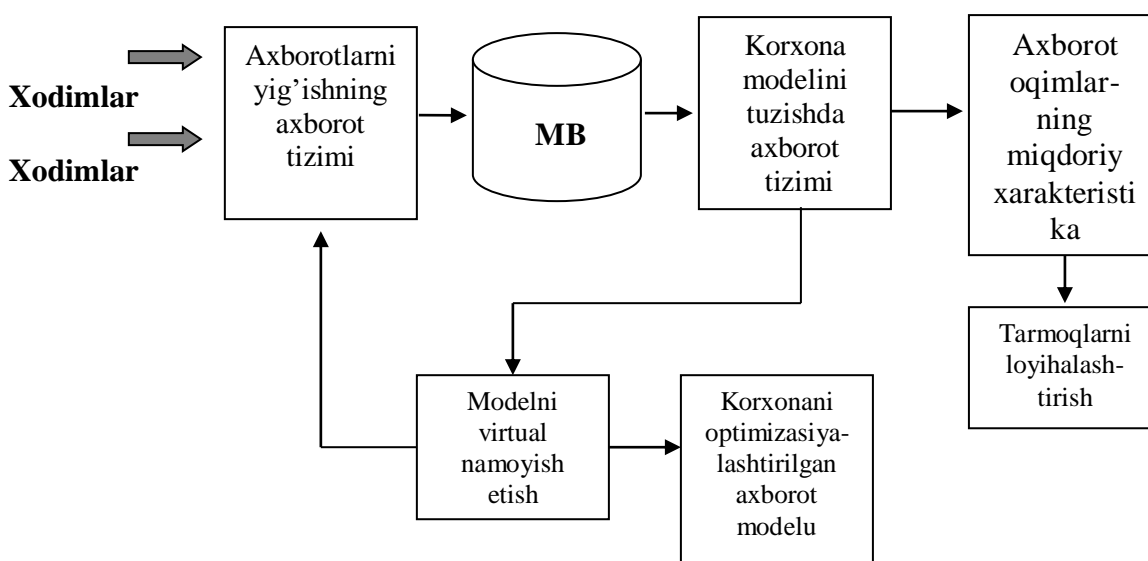 Xodimlar
Xodimlar
Axborotlarni
yig’ishning
axborot
tizimi
MB
Korxona
modelini
tuzishda
axborot
tizimi
Axborot
oqimlar-
ning
miqdoriy
xarakteristi
ka
Tarmoqlarni
loyihalash-
tirish
Modelni
virtual
namoyish
etish
Korxonani
optimizasiya-
lashtirilgan
axborot
modelu